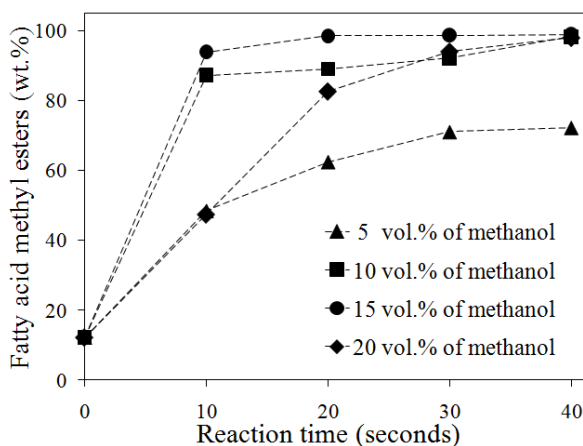 Fatty acid methyl esters (wt.%)
100
80
60
40
20
0
5 vol.% of methanol
10 vol.% of methanol
15 vol.% of methanol
20 vol.% of methanol
0 10 20 30 40
Reaction time (seconds)